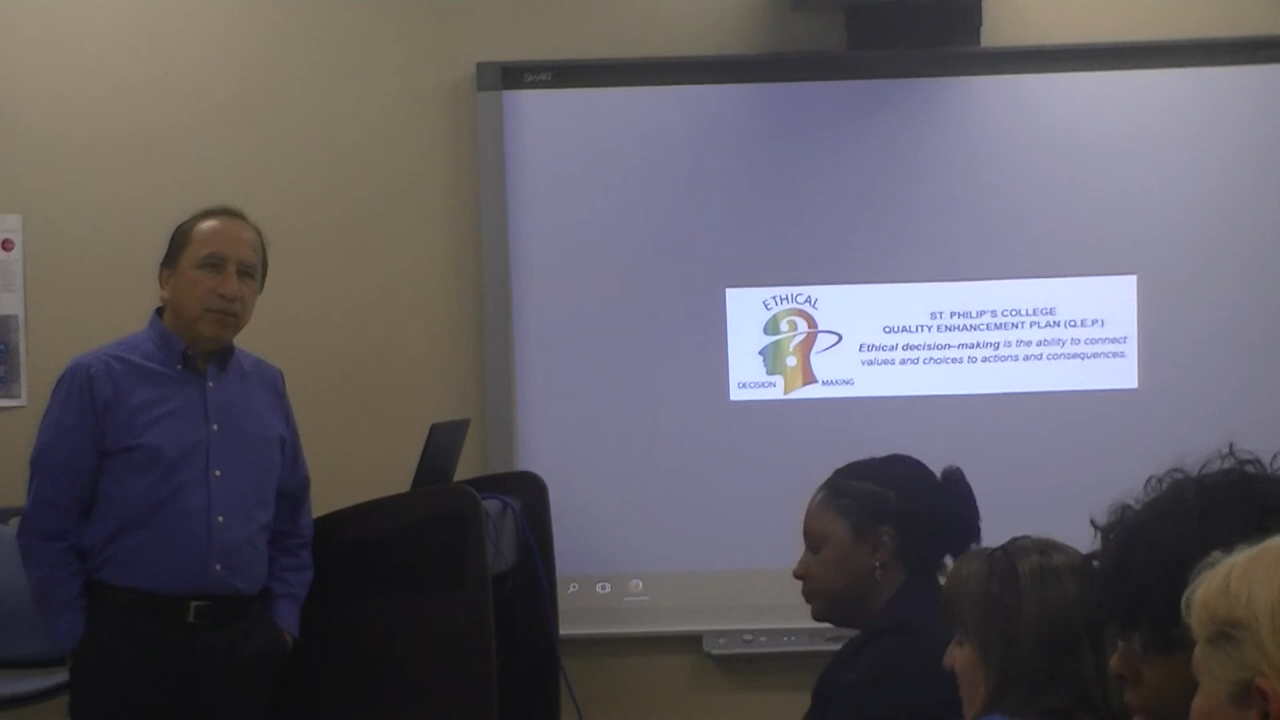 SMART
ETHICAL
DECISION MAKING
ST. PHILIP'S COLLEGE
QUALITY ENHANCEMENT PLAN (Q.E.P.)
Ethical decision–making is the ability to connect
values and choices to actions and consequences.